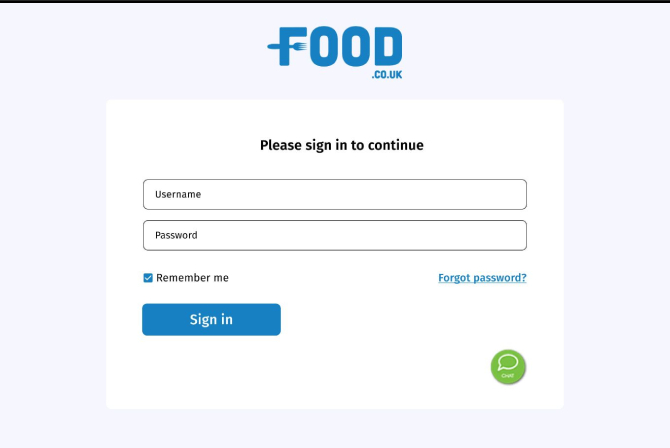 FOOD
.CO.UK
Please sign in to continue
Username
Password
Remember me
Forgot password?
Sign in
CHAT